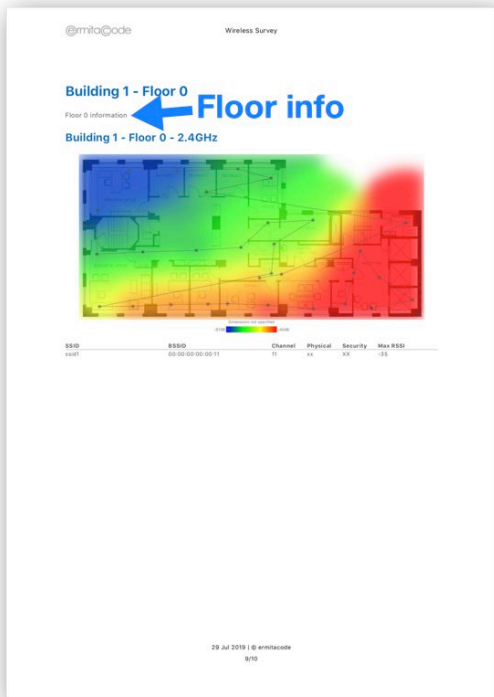 ermitaCode
Wireless Survey
Building 1 - Floor 0
Floor 0 information
Floor info
Building 1 - Floor 0 - 2.4GHz
SSID BSSID Channel Physical Security Max RSSI
ssid1 00:00:00:00:00:11 11 xx XX -35
29 Jul 2019 | © ermitacode
9/10